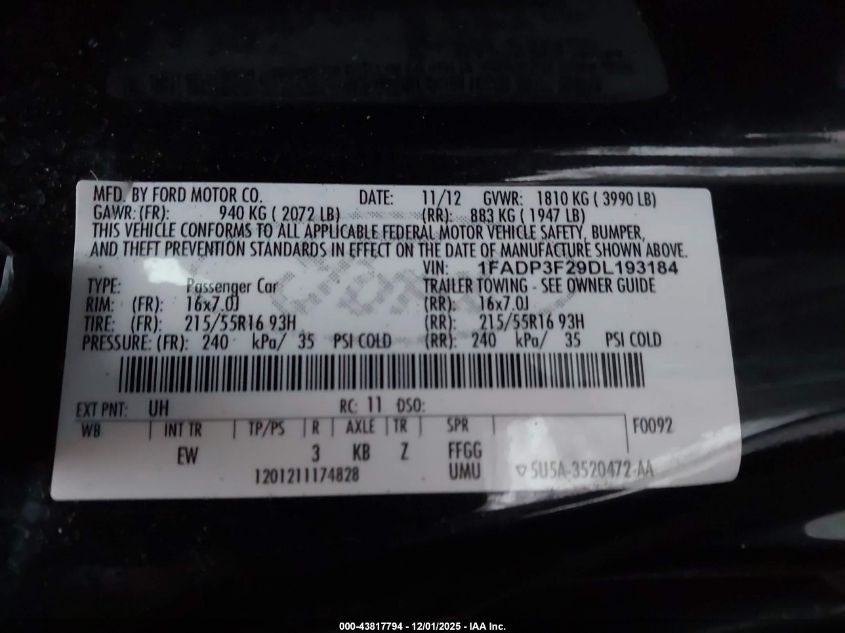 MFD. BY FORD MOTOR CO. DATE: 11/12 GVWR: 1810 KG ( 3990 LB)
GAWR: (FR): 940 KG ( 2072 LB) (RR): 883 KG ( 1947 LB)
THIS VEHICLE CONFORMS TO ALL APPLICABLE FEDERAL MOTOR VEHICLE SAFETY, BUMPER,
AND THEFT PREVENTION STANDARDS IN EFFECT ON THE DATE OF MANUFACTURE SHOWN ABOVE.
VIN: 1FADP3F29DL193184
TYPE: Passenger Car TRAILER TOWING - SEE OWNER GUIDE
RIM: (FR): 16x7.0J (RR): 16x7.0J
TIRE: (FR): 215/55R16 93H (RR): 215/55R16 93H
PRESSURE: (FR): 240 kPa/ 35 PSI COLD (RR): 240 kPa/ 35 PSI COLD
EXT PNT: UH RC: 11 DSO:
WB INT TR TP/PS R AXLE TR SPR F0092
EW 3 KB Z FFGG
1201211174828 UMU 5U5A-3520472-AA
000-43817794 - 12/01/2025 - IAA Inc.